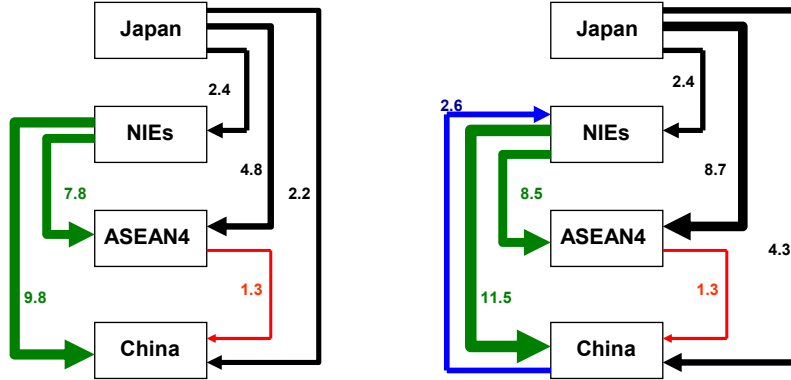 Japan
2.4
NIEs
4.8
7.8
2.2
ASEAN4
9.8
1.3
China
Japan
2.4
2.6
NIEs
8.7
8.5
ASEAN4
4.3
11.5
1.3
China